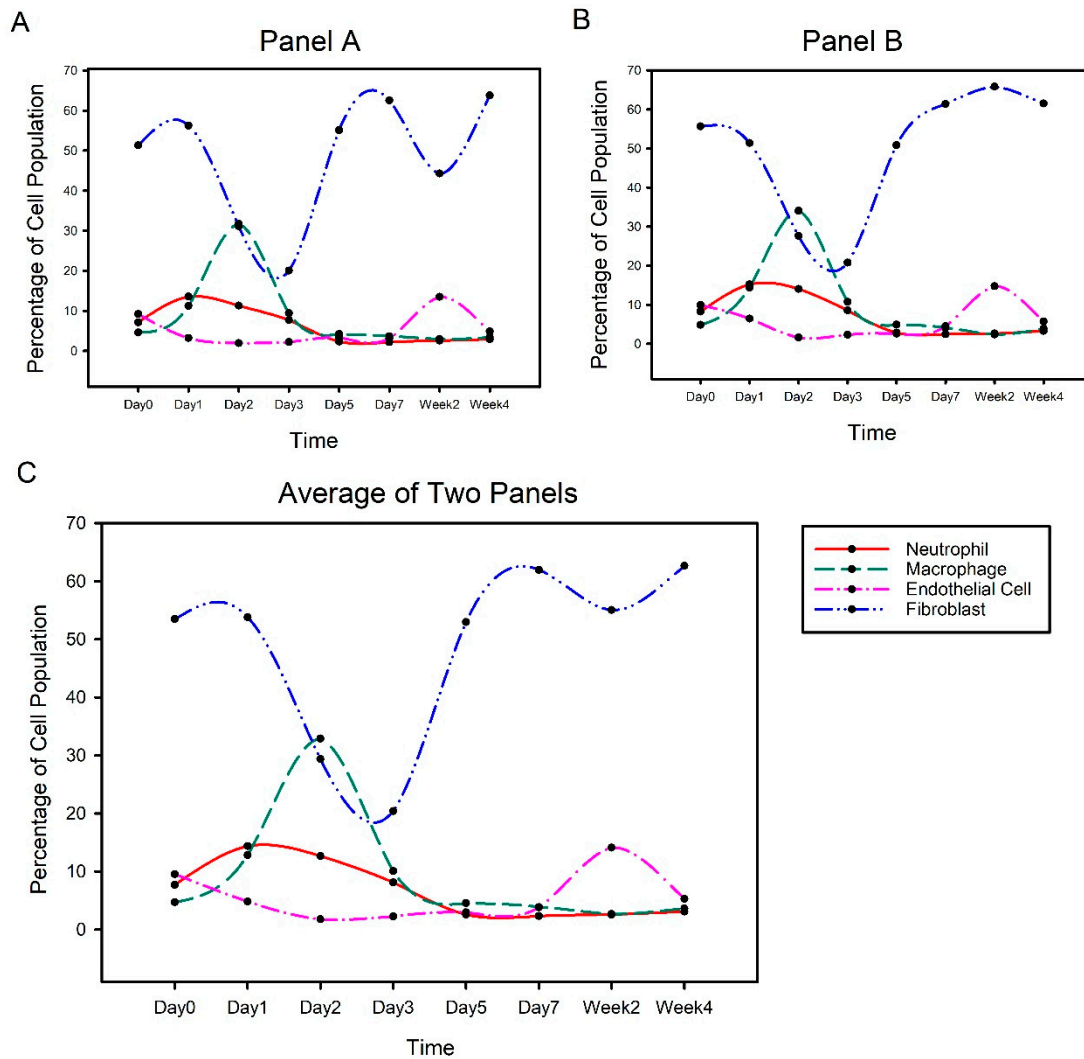 A
Panel A
Percentage of Cell Population
70
60
50
40
30
20
10
0
Day0 Day1 Day2 Day3 Day5 Day7 Week2 Week4
Time
B
Panel B
Percentage of Cell Population
70
60
50
40
30
20
10
0
Day0 Day1 Day2 Day3 Day5 Day7 Week2 Week4
Time
C
Average of Two Panels
Percentage of Cell Population
70
60
50
40
30
20
10
0
Day0 Day1 Day2 Day3 Day5 Day7 Week2 Week4
Time
Neutrophil
Macrophage
Endothelial Cell
Fibroblast